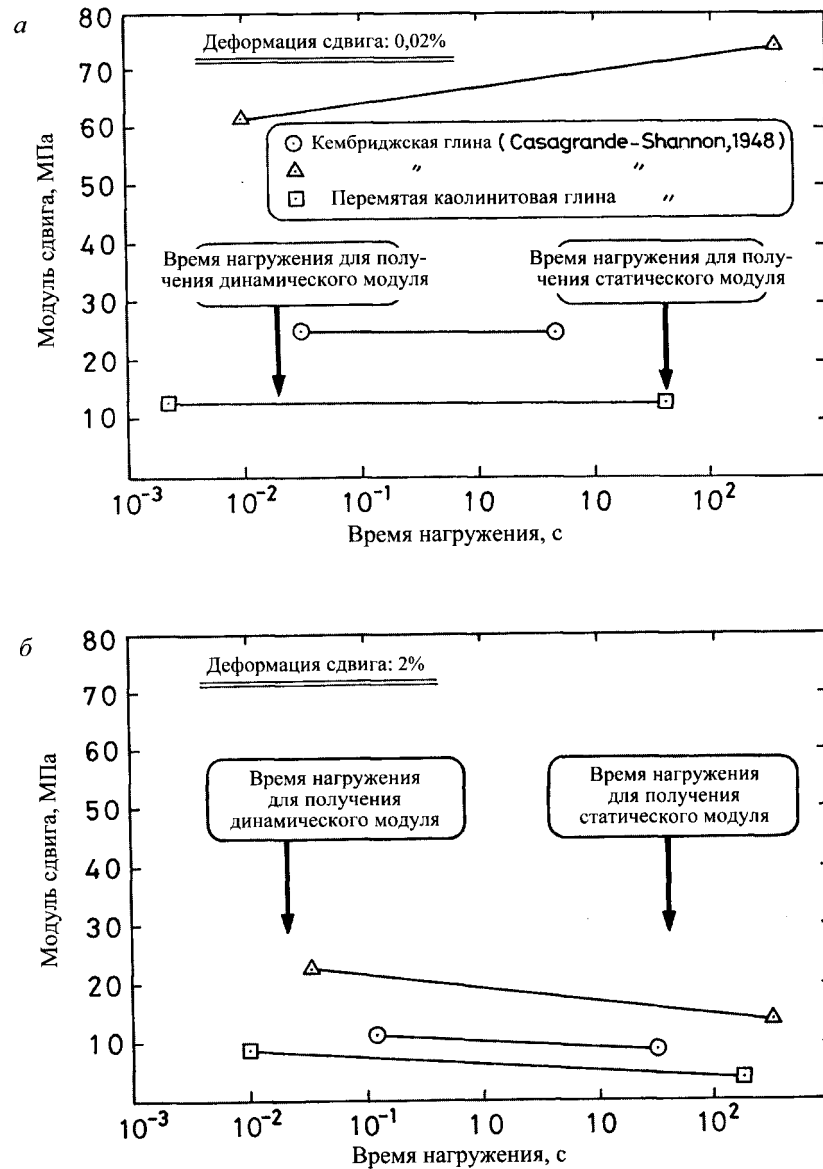 а
80
70
60
50
40
30
20
10
Модуль сдвига, МПа
Деформация сдвига: 0,02%
Кембриджская глина (Casagrande-Shannon,1948)
〃 〃
Перемятая каолинитовая глина 〃
Время нагружения для полу-
чения динамического модуля
Время нагружения для полу-
чения статического модуля
10⁻³ 10⁻² 10⁻¹ 10 10 10²
Время нагружения, с
б
80
70
60
50
40
30
20
10
Модуль сдвига, МПа
Деформация сдвига: 2%
Время нагружения
для получения
динамического модуля
Время нагружения
для получения
статического модуля
10⁻³ 10⁻² 10⁻¹ 10 10 10²
Время нагружения, с